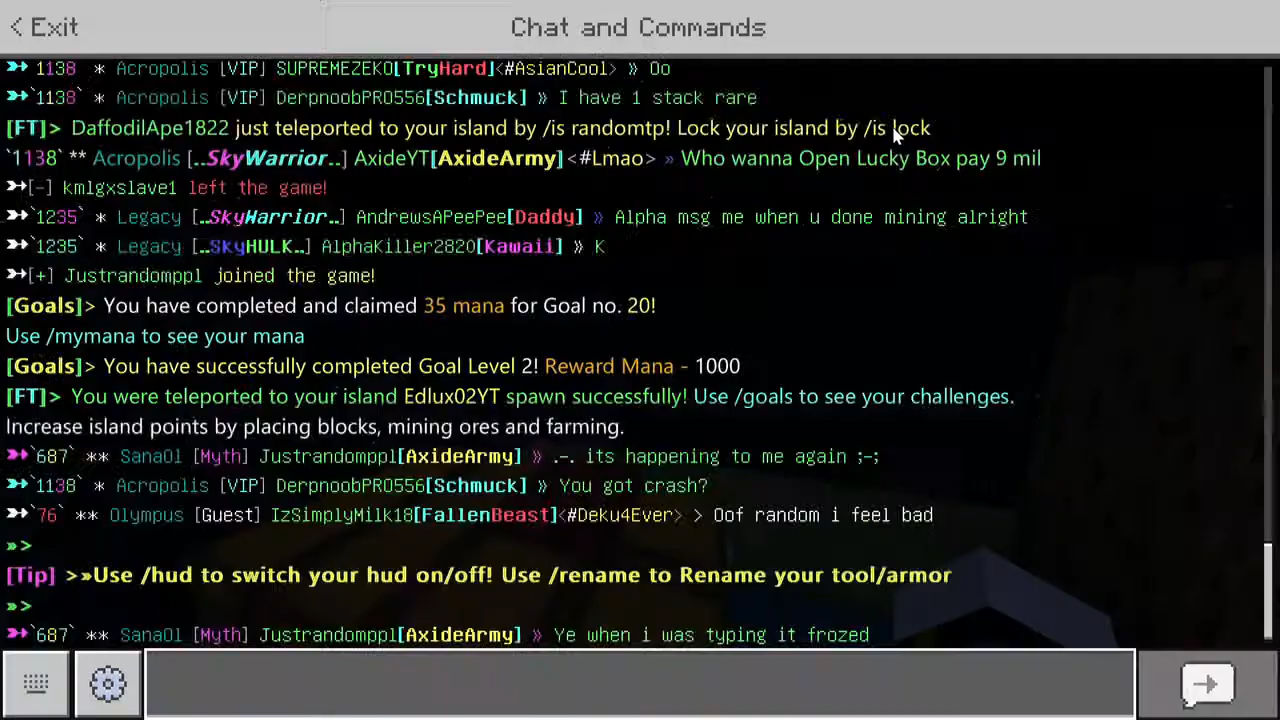 Exit
Chat and Commands
1138 * Acropolis [VIP] SUPREMEZEKO[TryHard]<#AsianCool> » Oo
`1138` * Acropolis [VIP] DerpnoobPRO556[Schmuck] » I have 1 stack rare
[FT]> DaffodilApe1822 just teleported to your island by /is randomtp! Lock your island by /is lock
`1138` ** Acropolis [..SkyWarrior..] AxideYT[AxideArmy]<#Lmao> » Who wanna Open Lucky Box pay 9 mil
[-] kmlgxslave1 left the game!
`1235` * Legacy [..SkyWarrior..] AndrewsAPeePee[Daddy] » Alpha msg me when u done mining alright
`1235` * Legacy [..SkyHULK..] AlphaKiller2820[Kawaii] » K
[+] Justrandomppl joined the game!
[Goals]> You have completed and claimed 35 mana for Goal no. 20!
Use /mymana to see your mana
[Goals]> You have successfully completed Goal Level 2! Reward Mana - 1000
[FT]> You were teleported to your island Edlux02YT spawn successfully! Use /goals to see your challenges.
Increase island points by placing blocks, mining ores and farming.
`687` ** SanaOl [Myth] Justrandomppl[AxideArmy] » .-. its happening to me again ;-;
`1138` * Acropolis [VIP] DerpnoobPRO556[Schmuck] » You got crash?
`76` ** Olympus [Guest] IzSimplyMilk18[FallenBeast]<#Deku4Ever> > Oof random i feel bad
»>
[Tip] >»Use /hud to switch your hud on/off! Use /rename to Rename your tool/armor
»>
`687` ** SanaOl [Myth] Justrandomppl[AxideArmy] » Ye when i was typing it frozed